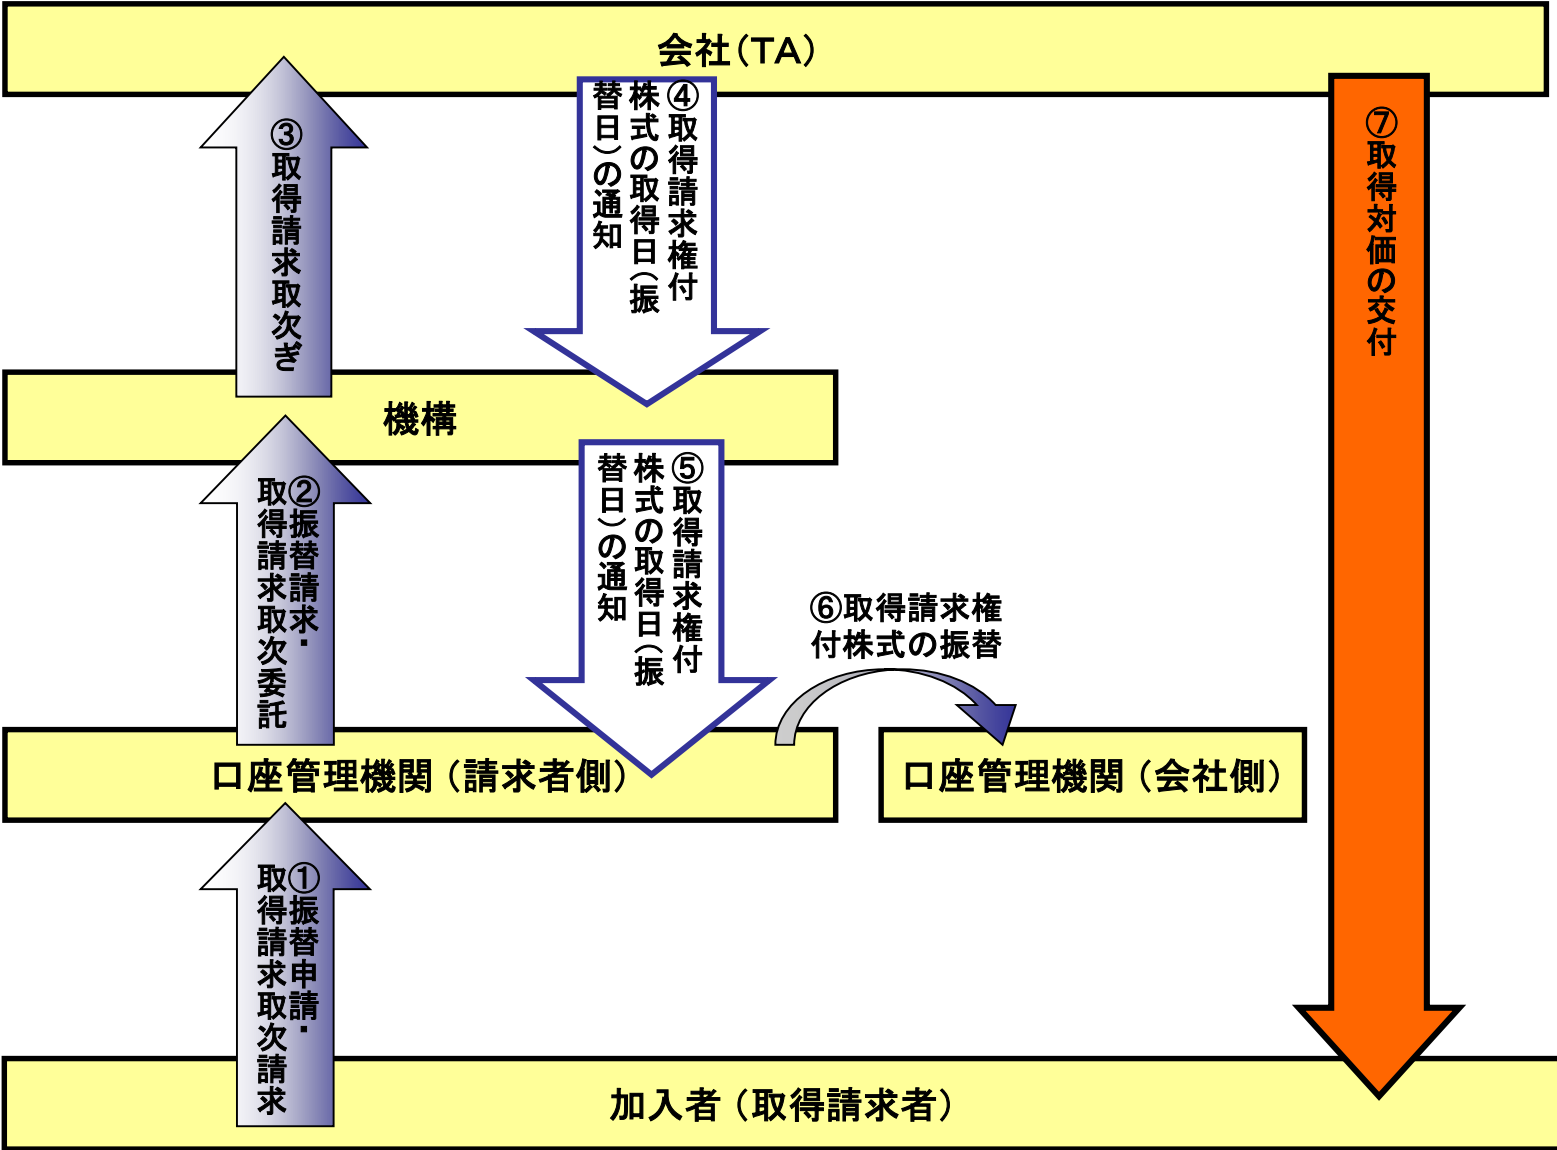 会社（TA）
③取得請求取次ぎ
④取得請求権付
株式の取得日（振
替日）の通知
⑦取得対価の交付
機構
②振替請求・
取得請求取次委託
⑤取得請求権付
株式の取得日（振
替日）の通知
⑥取得請求権
付株式の振替
口座管理機関（請求者側）
口座管理機関（会社側）
①振替申請・
取得請求取次請求
加入者（取得請求者）